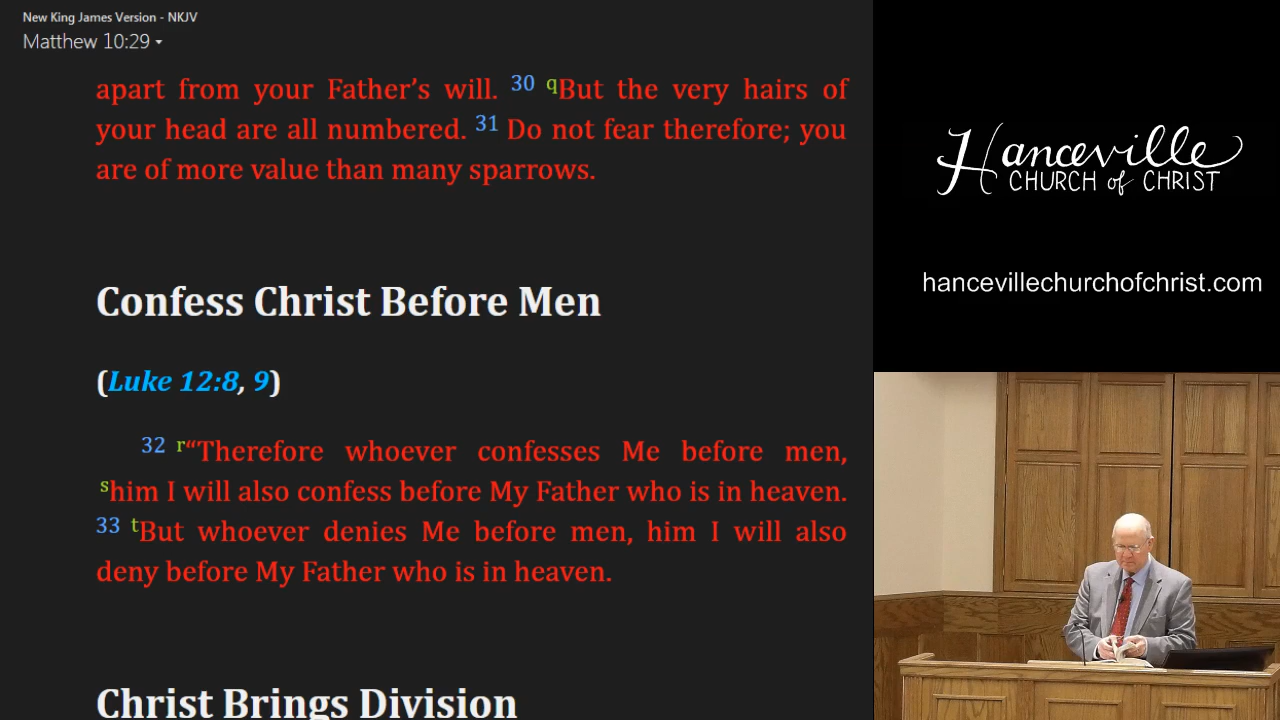 New King James Version - NKJV
Matthew 10:29
apart from your Father’s will. 30 qBut the very hairs of
your head are all numbered. 31 Do not fear therefore; you
are of more value than many sparrows.
Confess Christ Before Men
(Luke 12:8, 9)
32 r“Therefore whoever confesses Me before men,
shim I will also confess before My Father who is in heaven.
33 tBut whoever denies Me before men, him I will also
deny before My Father who is in heaven.
Christ Brings Division
Hanceville
CHURCH of CHRIST
hancevillechurchofchrist.com